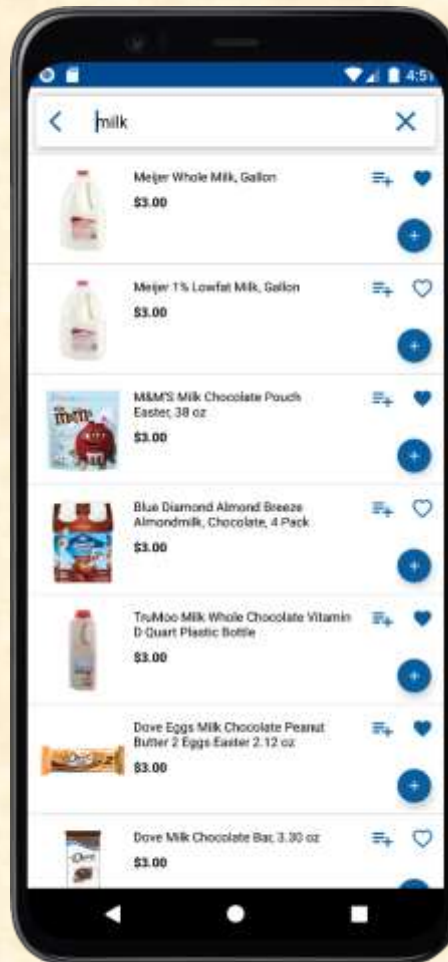 4:51
milk
Meijer Whole Milk, Gallon
$3.00
Meijer 1% Lowfat Milk, Gallon
$3.00
M&M'S Milk Chocolate Pouch
Easter, 38 oz
$3.00
Blue Diamond Almond Breeze
Almondmilk, Chocolate, 4 Pack
$3.00
TruMoo Milk Whole Chocolate Vitamin
D Quart Plastic Bottle
$3.00
Dove Eggs Milk Chocolate Peanut
Butter 2 Eggs Easter 2.12 oz
$3.00
Dove Milk Chocolate Bar, 3.30 oz
$3.00